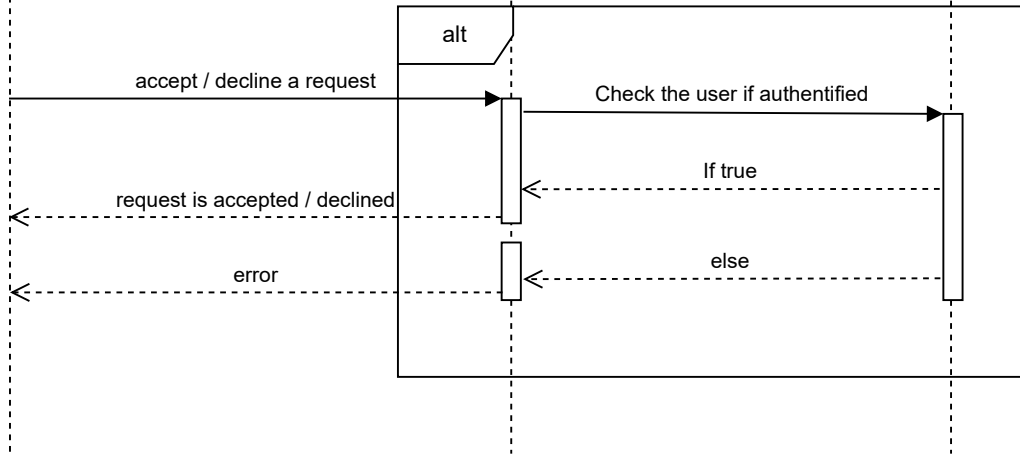 alt
accept / decline a request
Check the user if authentified
If true
request is accepted / declined
else
error